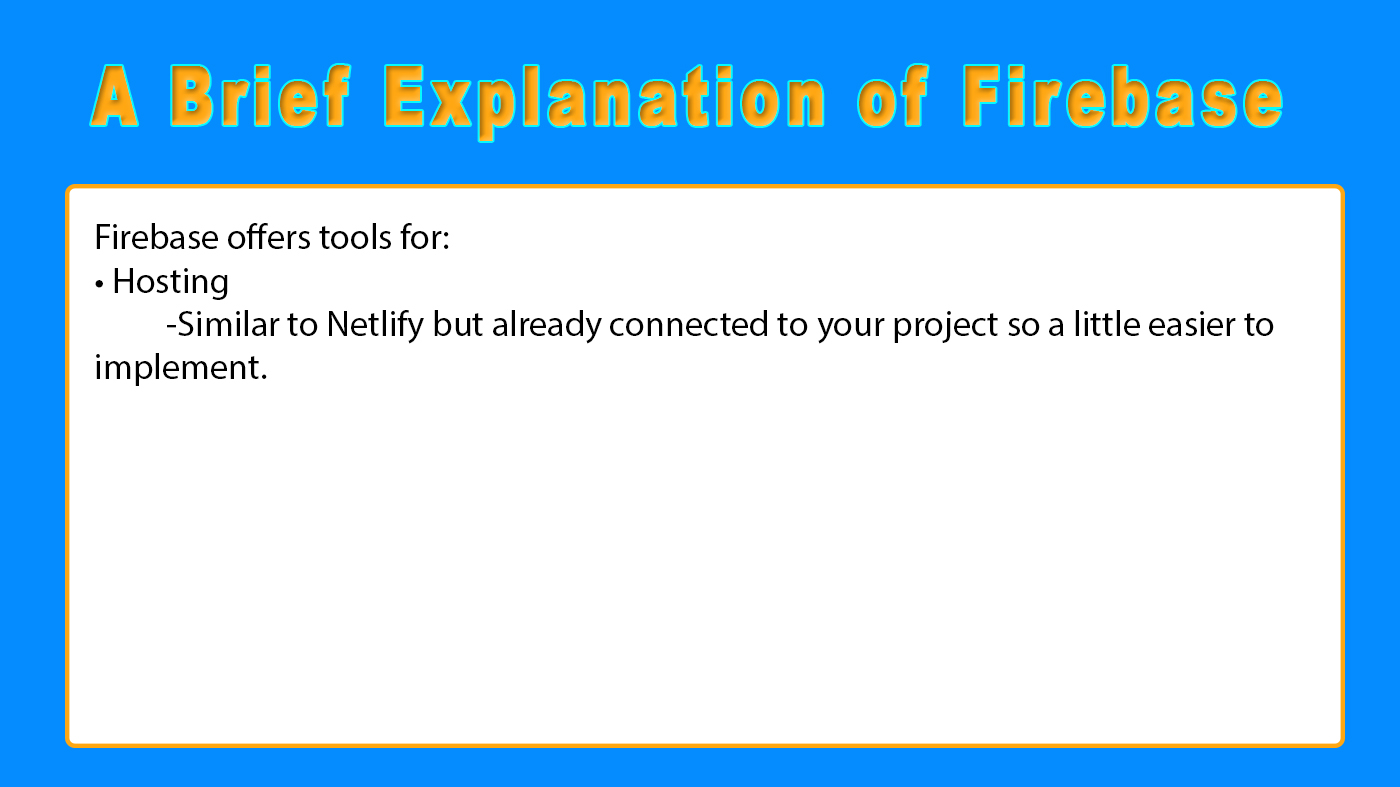 A Brief Explanation of Firebase
Firebase offers tools for:
• Hosting
-Similar to Netlify but already connected to your project so a little easier to
implement.